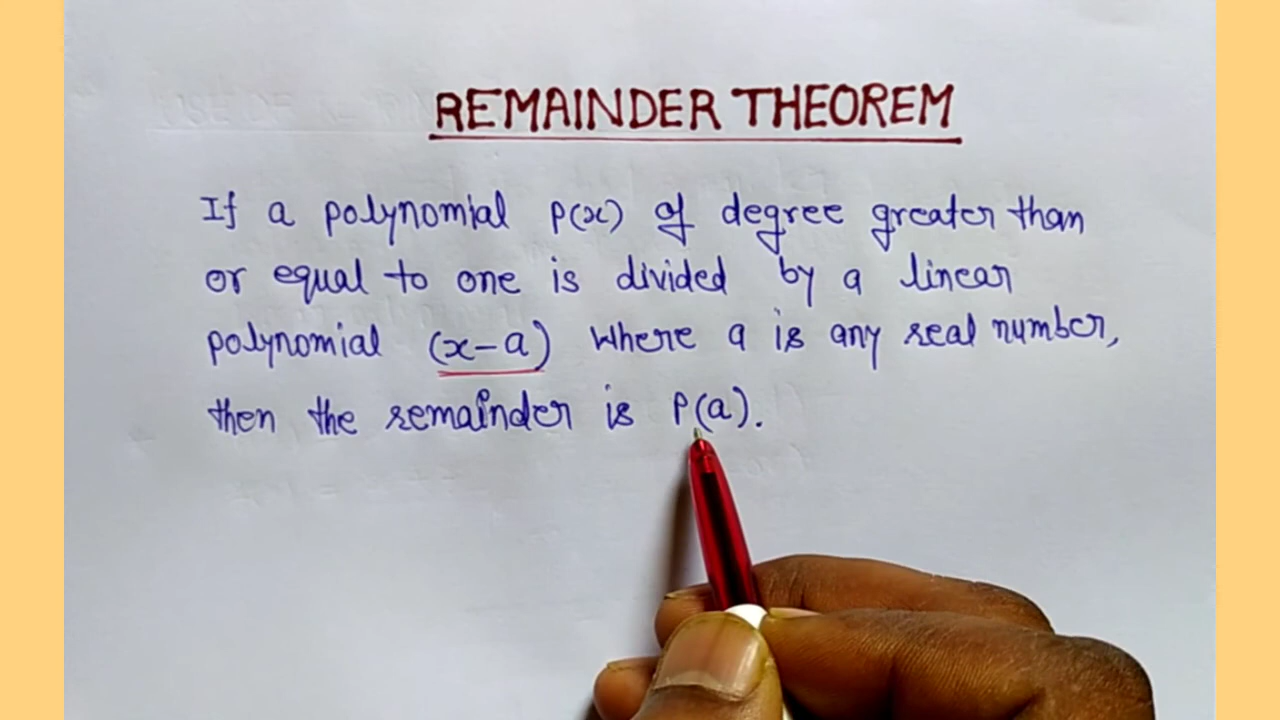 REMAINDER THEOREM
If a polynomial P(x) of degree greater than
or equal to one is divided by a linear
polynomial (x-a) where a is any real number,
then the remainder is P(a).